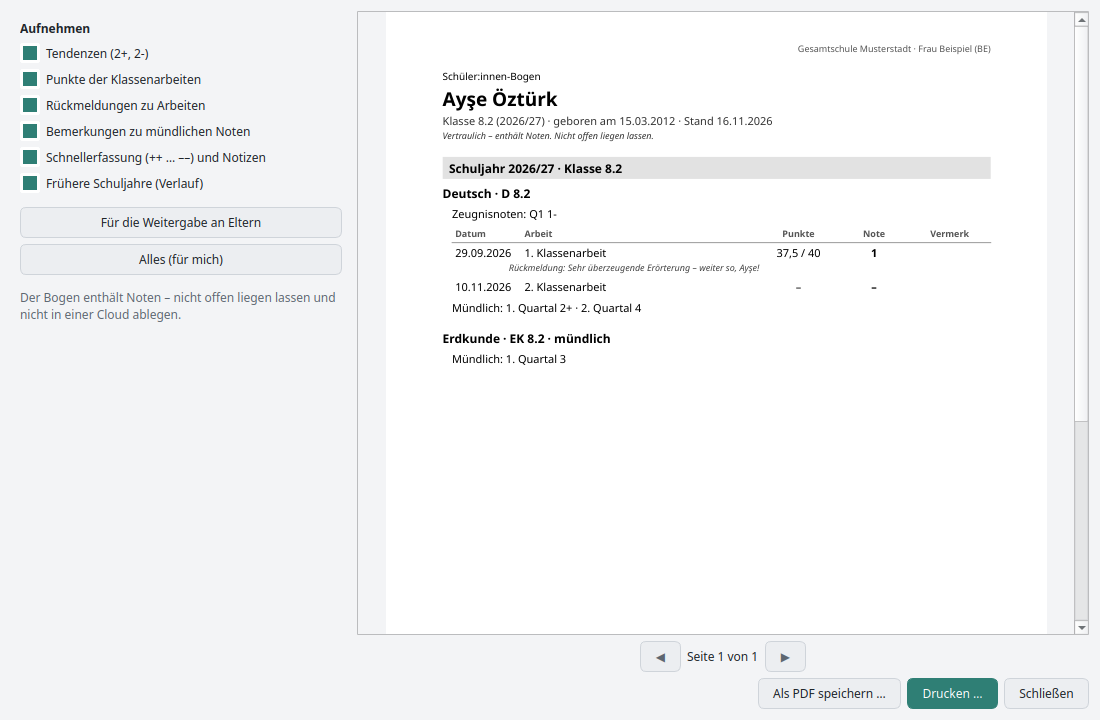 Aufnehmen
Tendenzen (2+, 2-)
Punkte der Klassenarbeiten
Rückmeldungen zu Arbeiten
Bemerkungen zu mündlichen Noten
Schnellerfassung (++ ... −−) und Notizen
Frühere Schuljahre (Verlauf)
Für die Weitergabe an Eltern
Alles (für mich)
Der Bogen enthält Noten – nicht offen liegen lassen und
nicht in einer Cloud ablegen.
Gesamtschule Musterstadt · Frau Beispiel (BE)
Schüler:innen-Bogen
Ayşe Öztürk
Klasse 8.2 (2026/27) · geboren am 15.03.2012 · Stand 16.11.2026
Vertraulich – enthält Noten. Nicht offen liegen lassen.
Schuljahr 2026/27 · Klasse 8.2
Deutsch · D 8.2
Zeugnisnoten: Q1 1-
Datum Arbeit Punkte Note Vermerk
29.09.2026 1. Klassenarbeit 37,5 / 40 1
Rückmeldung: Sehr überzeugende Erörterung – weiter so, Ayşe!
10.11.2026 2. Klassenarbeit – –
Mündlich: 1. Quartal 2+ · 2. Quartal 4
Erdkunde · EK 8.2 · mündlich
Mündlich: 1. Quartal 3
◀ Seite 1 von 1 ▶
Als PDF speichern ... Drucken ... Schließen